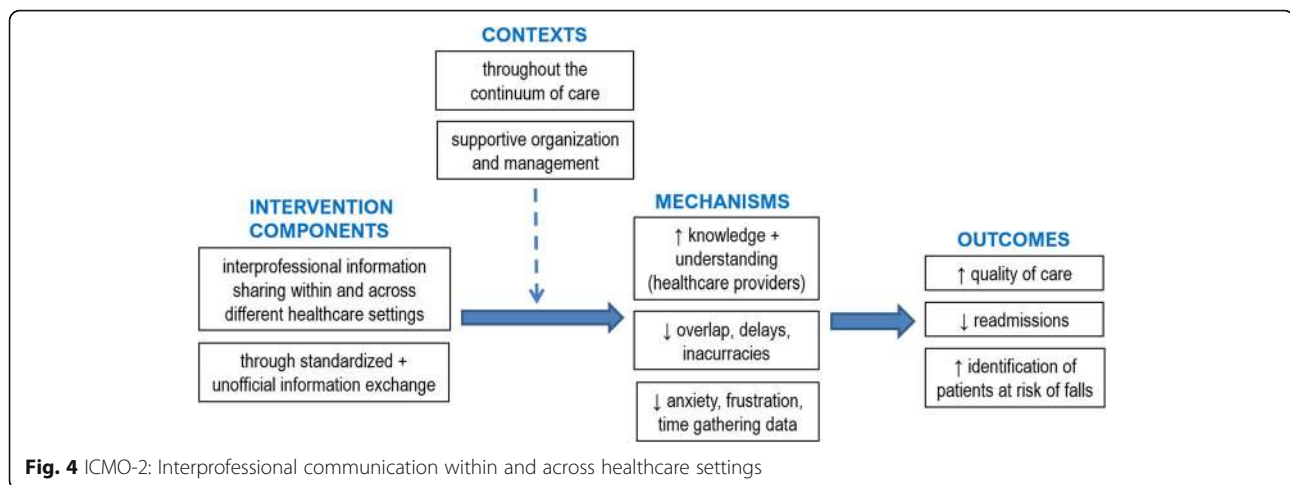 CONTEXTS
throughout the
continuum of care
supportive organization
and management
INTERVENTION
COMPONENTS
interprofessional information
sharing within and across
different healthcare settings
through standardized +
unofficial information exchange
MECHANISMS
↑ knowledge +
understanding
(healthcare providers)
↓ overlap, delays,
inacurracies
↓ anxiety, frustration,
time gathering data
OUTCOMES
↑ quality of care
↓ readmissions
↑ identification of
patients at risk of falls
Fig. 4 ICMO-2: Interprofessional communication within and across healthcare settings